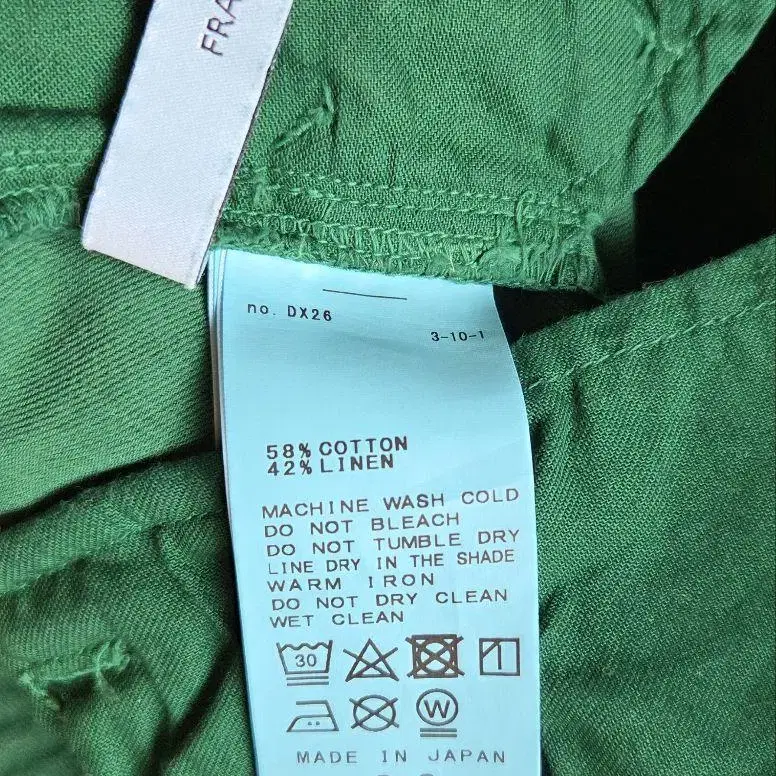 FRA
no. DX26
3-10-1
58% COTTON
42% LINEN
MACHINE WASH COLD
DO NOT BLEACH
DO NOT TUMBLE DRY
LINE DRY IN THE SHADE
WARM IRON
DO NOT DRY CLEAN
WET CLEAN
30
W
MADE IN JAPAN